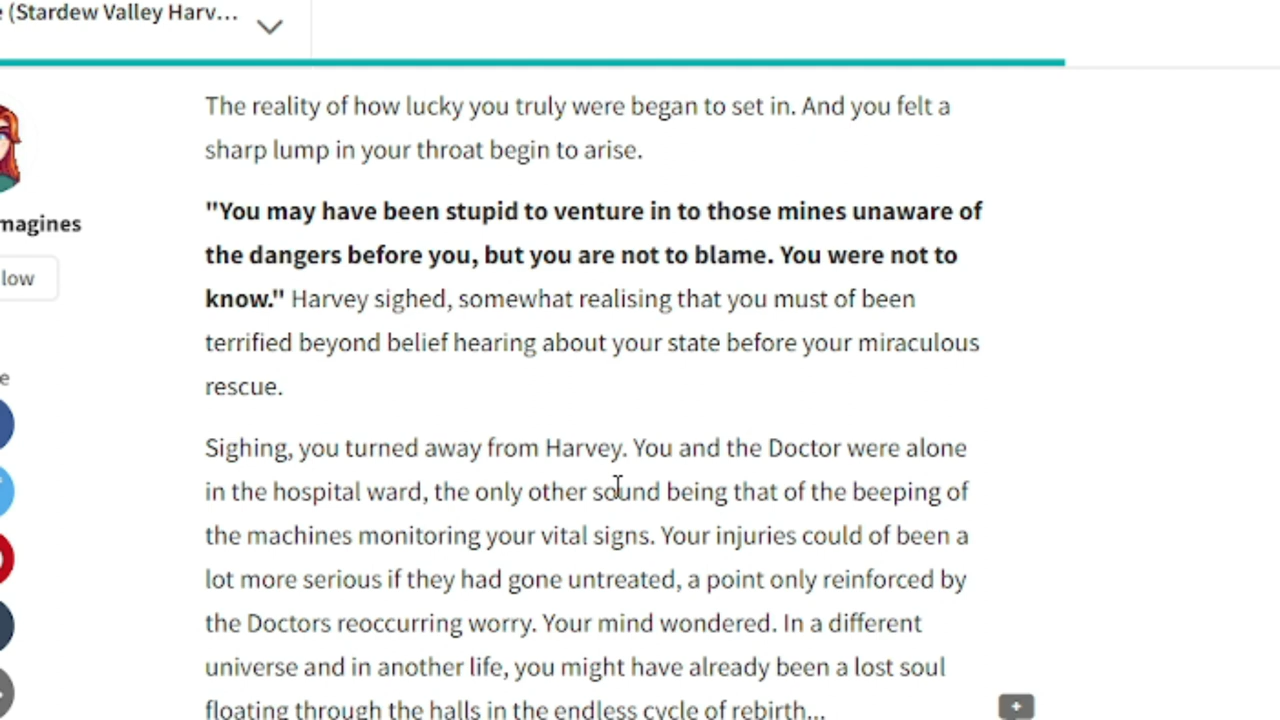 (Stardew Valley Harv...
The reality of how lucky you truly were began to set in. And you felt a
sharp lump in your throat begin to arise.
"You may have been stupid to venture in to those mines unaware of
magines
the dangers before you, but you are not to blame. You were not to
low
know." Harvey sighed, somewhat realising that you must of been
terrified beyond belief hearing about your state before your miraculous
e
rescue.
Sighing, you turned away from Harvey. You and the Doctor were alone
in the hospital ward, the only other sound being that of the beeping of
the machines monitoring your vital signs. Your injuries could of been a
lot more serious if they had gone untreated, a point only reinforced by
the Doctors reoccurring worry. Your mind wondered. In a different
universe and in another life, you might have already been a lost soul
floating through the halls in the endless cycle of rebirth...